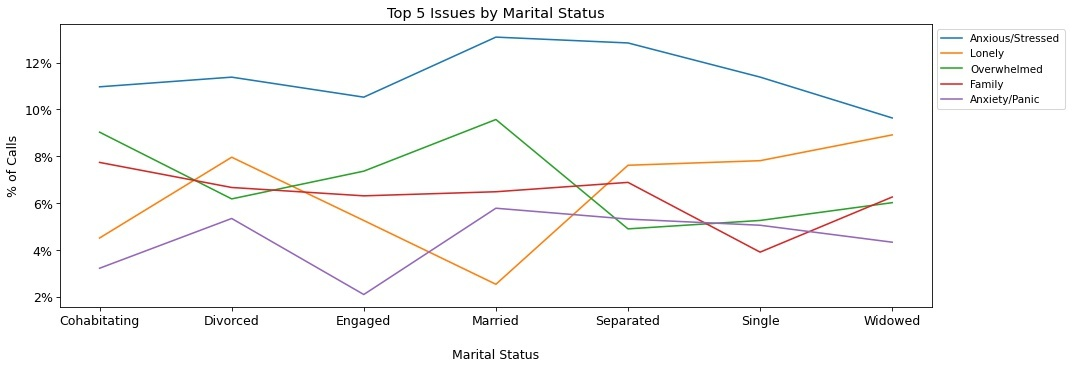 Top 5 Issues by Marital Status
Anxious/Stressed
Lonely
Overwhelmed
Family
Anxiety/Panic
% of Calls
12%
10%
8%
6%
4%
2%
Cohabitating Divorced Engaged Married Separated Single Widowed
Marital Status